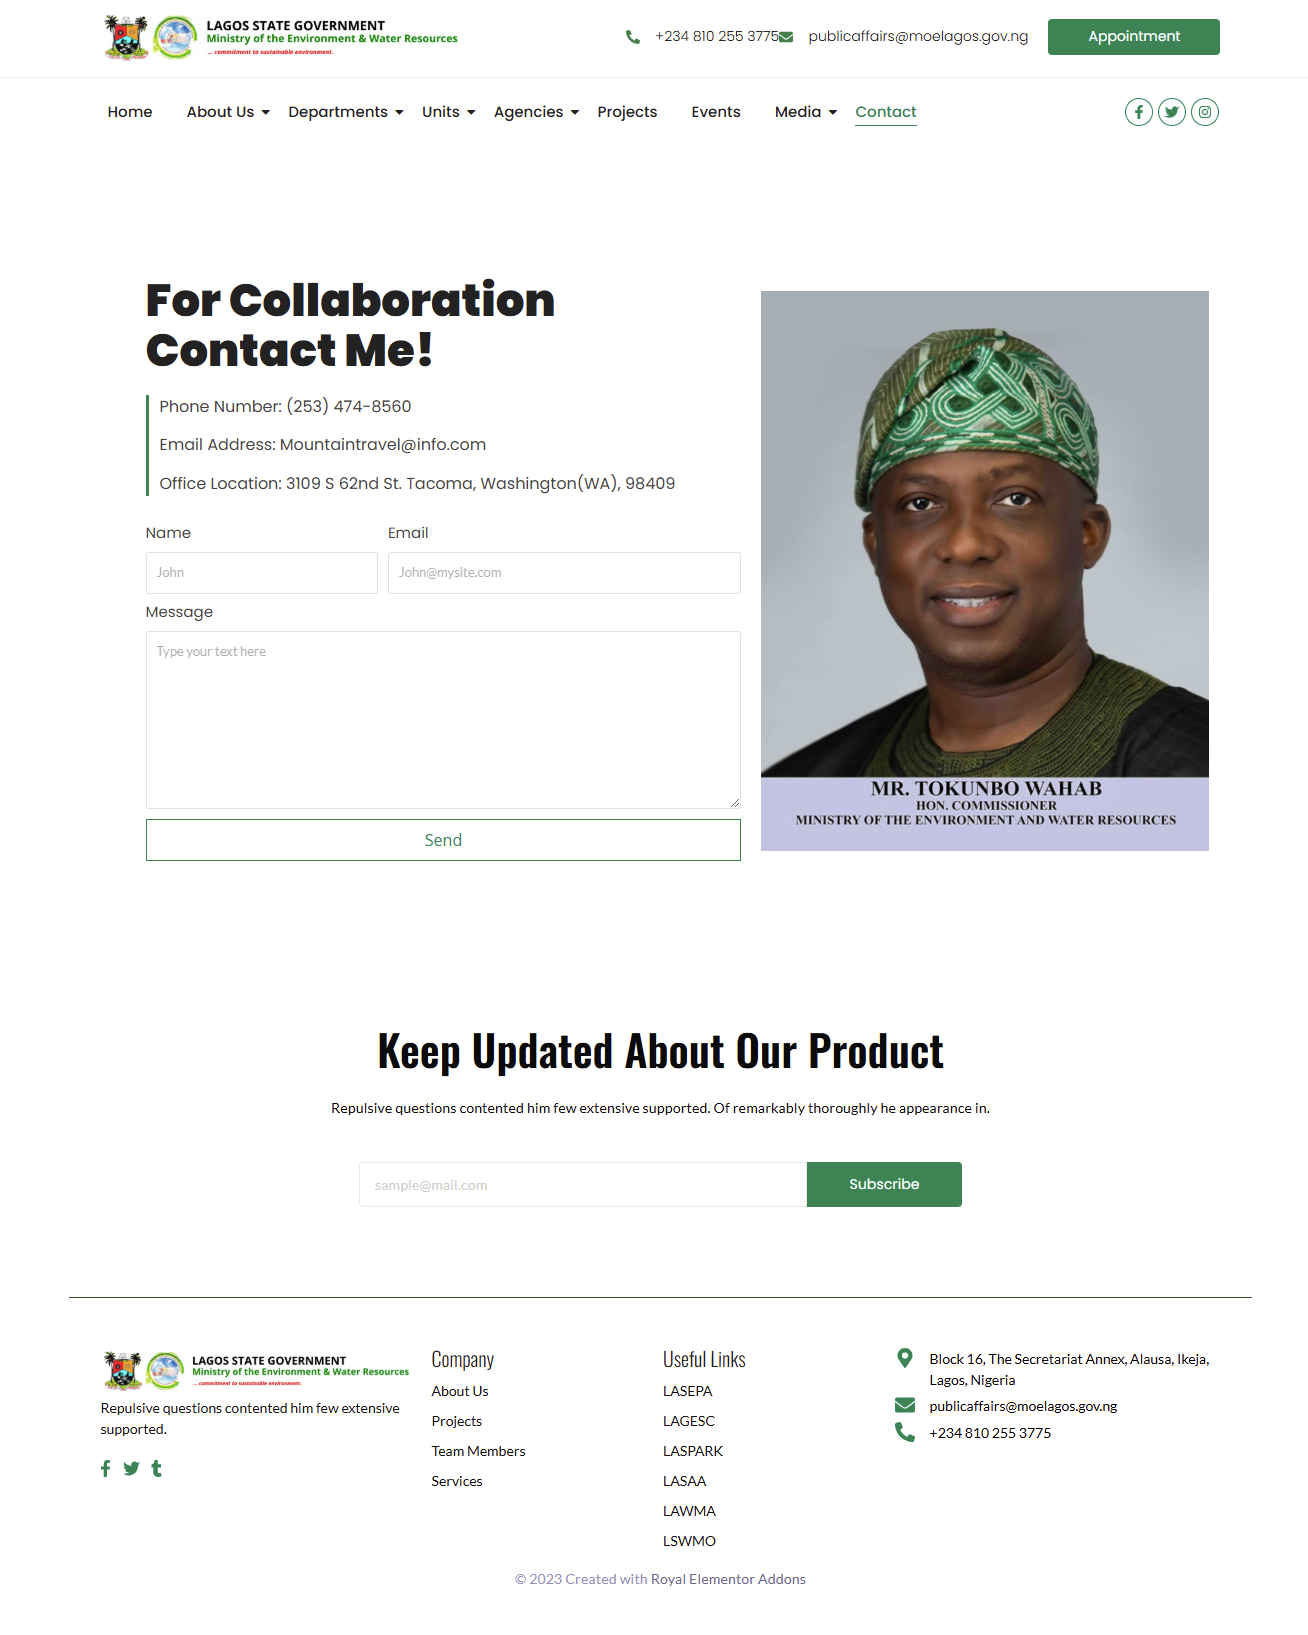 LAGOS STATE GOVERNMENT
Ministry of the Environment & Water Resources
... commitment to sustainable environment.
+234 810 255 3775
publicaffairs@moelagos.gov.ng
Appointment
Home
About Us
Departments
Units
Agencies
Projects
Events
Media
Contact
For Collaboration
Contact Me!
Phone Number: (253) 474-8560
Email Address: Mountaintravel@info.com
Office Location: 3109 S 62nd St. Tacoma, Washington(WA), 98409
Name
Email
John
John@mysite.com
Message
Type your text here
Send
MR. TOKUNBO WAHAB
HON. COMMISSIONER
MINISTRY OF THE ENVIRONMENT AND WATER RESOURCES
Keep Updated About Our Product
Repulsive questions contented him few extensive supported. Of remarkably thoroughly he appearance in.
sample@mail.com
Subscribe
LAGOS STATE GOVERNMENT
Ministry of the Environment & Water Resources
... commitment to sustainable environment.
Repulsive questions contented him few extensive
supported.
Company
About Us
Projects
Team Members
Services
Useful Links
LASEPA
LAGESC
LASPARK
LASAA
LAWMA
LSWMO
Block 16, The Secretariat Annex, Alausa, Ikeja,
Lagos, Nigeria
publicaffairs@moelagos.gov.ng
+234 810 255 3775
© 2023 Created with Royal Elementor Addons